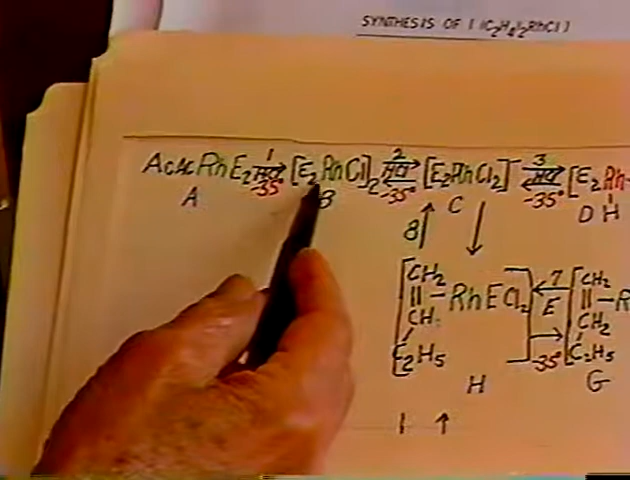 SYNTHESIS OF [(C2H4)2RhCl]
AcAcRhE2 1 HCl -35° [E2RhCl]2 2 HCl -35° [E2RhCl2]- 3 HCl -35° [E2Rh-
A B C D H
8
[CH2 = CH - C2H5 - RhECl2] 7 E -35° [CH2 = CH2 - C2H5 - R
H G